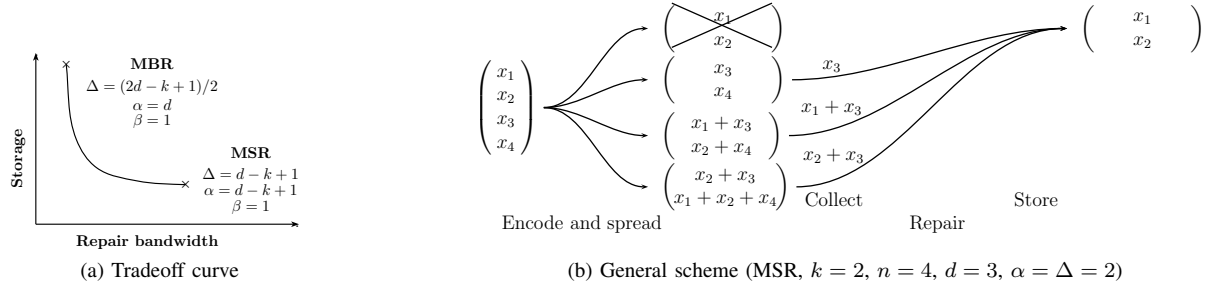 Storage
MBR
Δ = (2d − k + 1)/2
α = d
β = 1
MSR
Δ = d − k + 1
α = d − k + 1
β = 1
Repair bandwidth
(a) Tradeoff curve
x₁
x₂
x₃
x₄
x₁
x₂
x₃
x₄
x₁ + x₃
x₂ + x₄
x₂ + x₃
x₁ + x₂ + x₄
x₃
x₁ + x₃
x₂ + x₃
x₁
x₂
Encode and spread
Collect
Repair
Store
(b) General scheme (MSR, k = 2, n = 4, d = 3, α = Δ = 2)